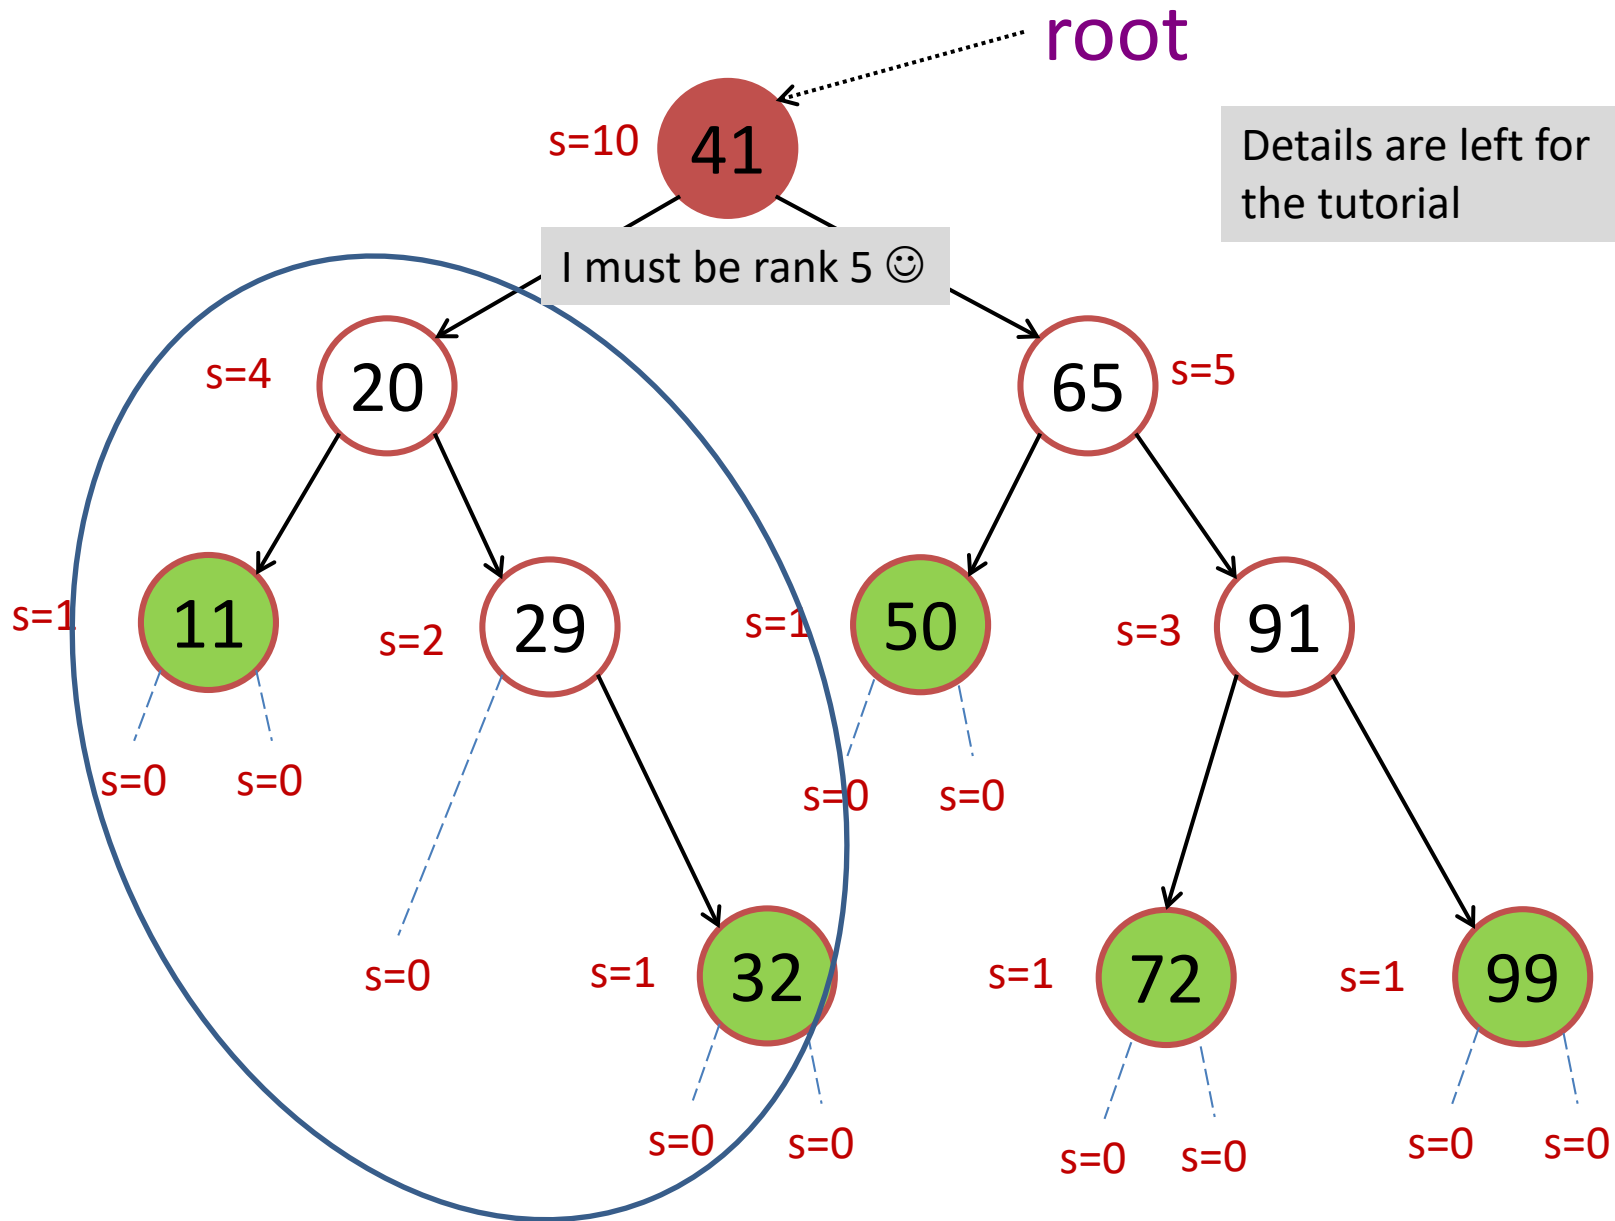 root
s=10
41
Details are left for
the tutorial
I must be rank 5 ☺
s=4
20
65
s=5
s=1
11
s=2
29
s=1
50
s=3
91
s=0
s=0
s=0
s=0
s=0
s=1
32
s=1
72
s=1
99
s=0
s=0
s=0
s=0
s=0
s=0